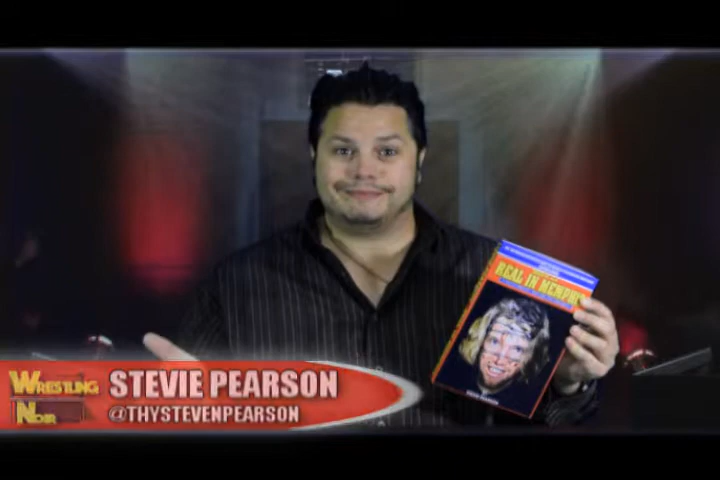 REAL IN MEMPHIS
WRESTLING
NOIR
STEVIE PEARSON
@THYSTEVENPEARSON